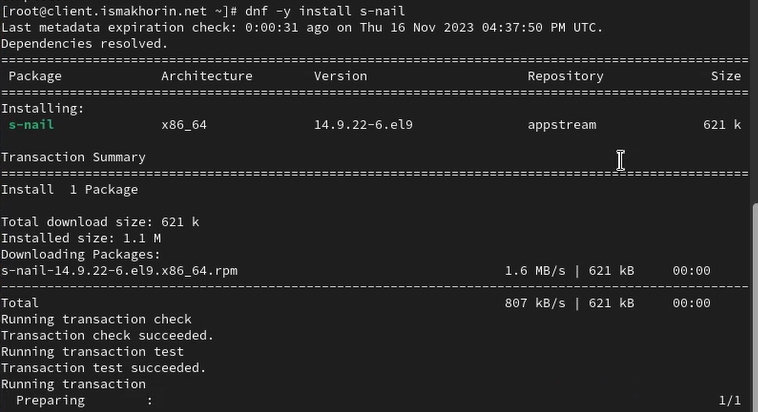 [root@client.ismakhorin.net ~]# dnf -y install s-nail
Last metadata expiration check: 0:00:31 ago on Thu 16 Nov 2023 04:37:50 PM UTC.
Dependencies resolved.
================================================================================
Package Architecture Version Repository Size
================================================================================
Installing:
s-nail x86_64 14.9.22-6.el9 appstream 621 k
Transaction Summary
================================================================================
Install 1 Package
Total download size: 621 k
Installed size: 1.1 M
Downloading Packages:
s-nail-14.9.22-6.el9.x86_64.rpm 1.6 MB/s | 621 kB 00:00
--------------------------------------------------------------------------------
Total 807 kB/s | 621 kB 00:00
Running transaction check
Transaction check succeeded.
Running transaction test
Transaction test succeeded.
Running transaction
Preparing : 1/1